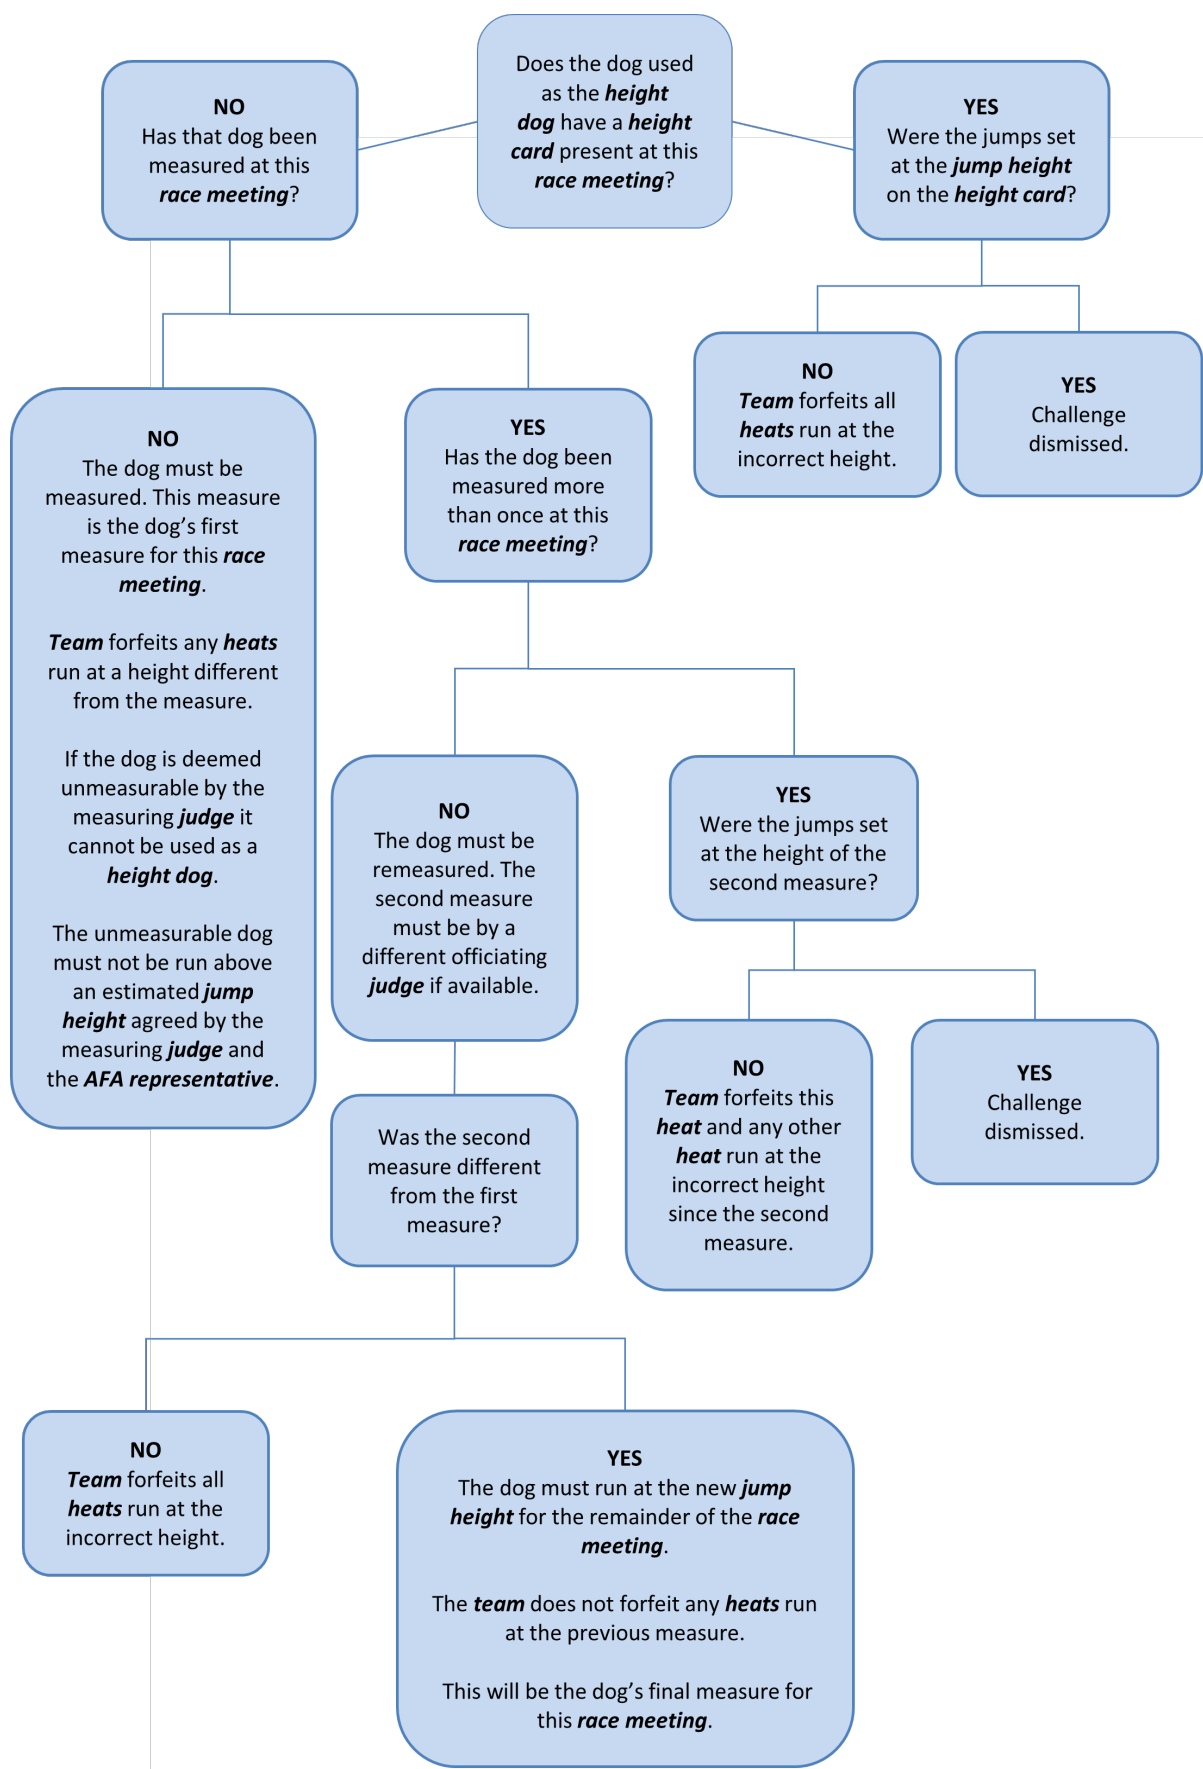 Does the dog used
as the height
dog have a height
card present at this
race meeting?
NO
Has that dog been
measured at this
race meeting?
YES
Were the jumps set
at the jump height
on the height card?
NO
Team forfeits all
heats run at the
incorrect height.
YES
Challenge
dismissed.
NO
The dog must be
measured. This measure
is the dog’s first
measure for this race
meeting.
Team forfeits any heats
run at a height different
from the measure.
If the dog is deemed
unmeasurable by the
measuring judge it
cannot be used as a
height dog.
The unmeasurable dog
must not be run above
an estimated jump
height agreed by the
measuring judge and
the AFA representative.
YES
Has the dog been
measured more
than once at this
race meeting?
NO
The dog must be
remeasured. The
second measure
must be by a
different officiating
judge if available.
YES
Were the jumps set
at the height of the
second measure?
NO
Team forfeits this
heat and any other
heat run at the
incorrect height
since the second
measure.
YES
Challenge
dismissed.
Was the second
measure different
from the first
measure?
NO
Team forfeits all
heats run at the
incorrect height.
YES
The dog must run at the new jump
height for the remainder of the race
meeting.
The team does not forfeit any heats run
at the previous measure.
This will be the dog’s final measure for
this race meeting.